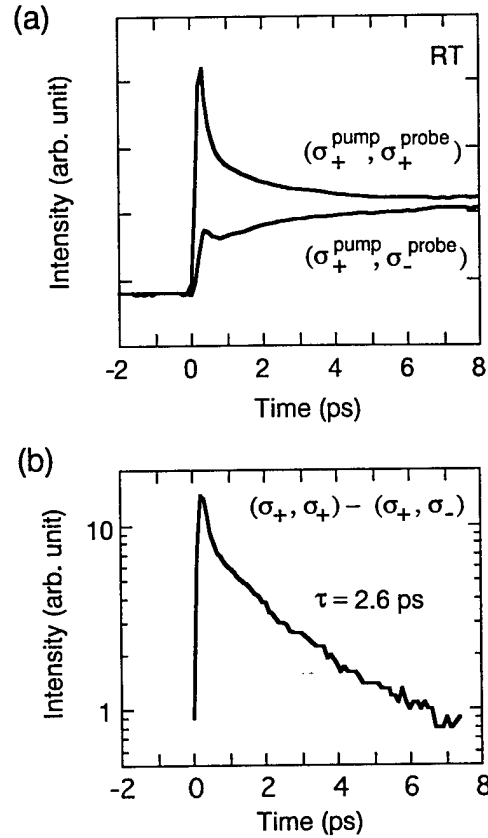 (a)
RT
(σ₊ᵖᵘᵐᵖ, σ₊ᵖʳᵒᵇᵉ)
(σ₊ᵖᵘᵐᵖ, σ₋ᵖʳᵒᵇᵉ)
Intensity (arb. unit)
-2 0 2 4 6 8
Time (ps)
(b)
(σ₊, σ₊) – (σ₊, σ₋)
τ = 2.6 ps
10
1
Intensity (arb. unit)
-2 0 2 4 6 8
Time (ps)